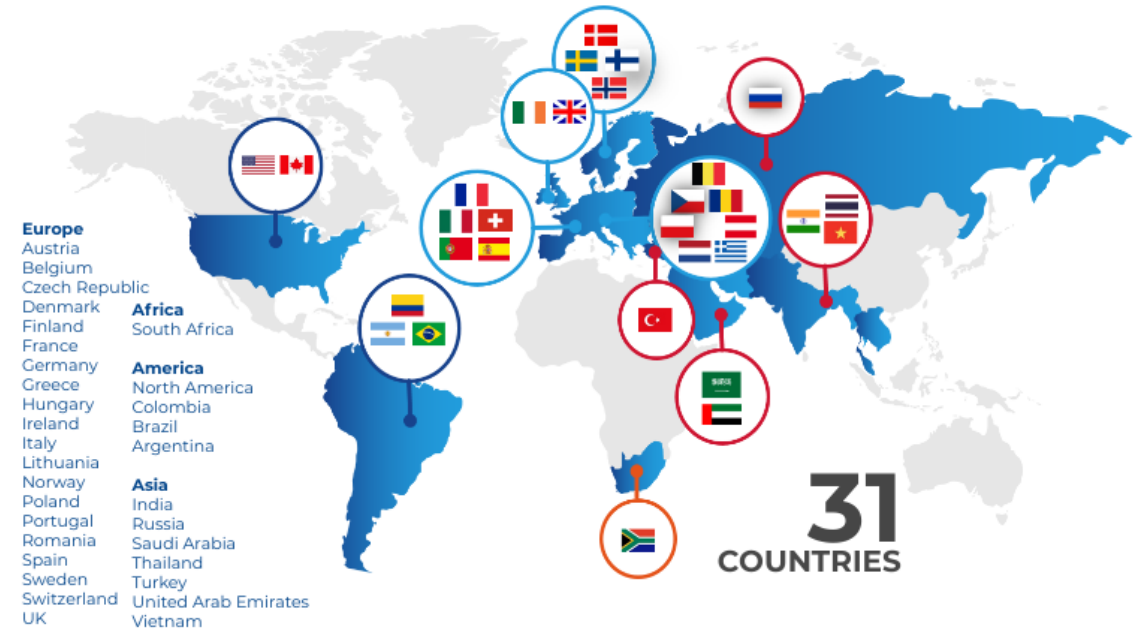 Europe
Austria
Belgium
Czech Republic
Denmark
Finland
France
Germany
Greece
Hungary
Ireland
Italy
Lithuania
Norway
Poland
Portugal
Romania
Spain
Sweden
Switzerland
UK
Africa
South Africa
America
North America
Colombia
Brazil
Argentina
Asia
India
Russia
Saudi Arabia
Thailand
Turkey
United Arab Emirates
Vietnam
31
COUNTRIES